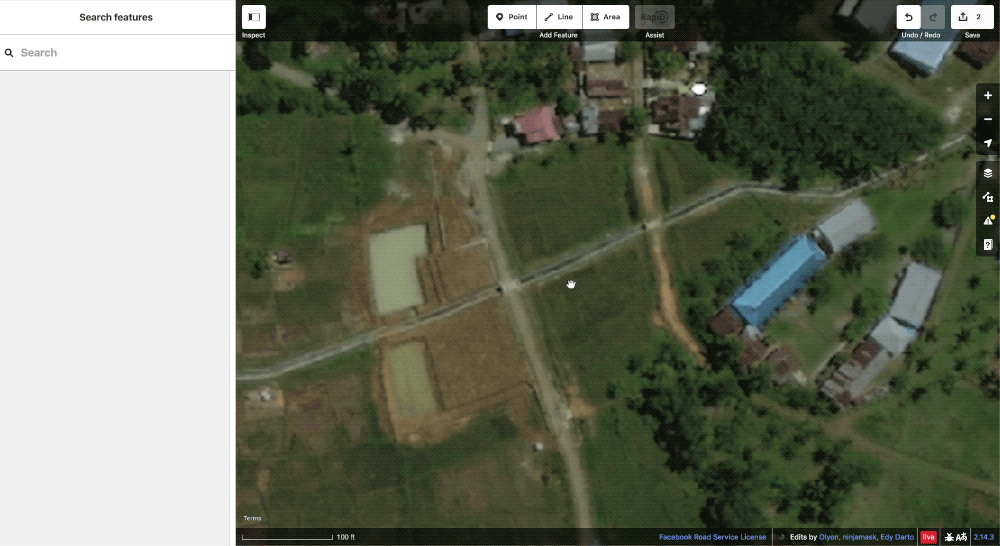 Search features
Search
Inspect
Point
Line
Area
Add Feature
RapiD
Assist
Undo / Redo
2
Save
Terms
100 ft
Facebook Road Service License
Edits by Olyon, ninjamask, Edy Darto
live
2.14.3